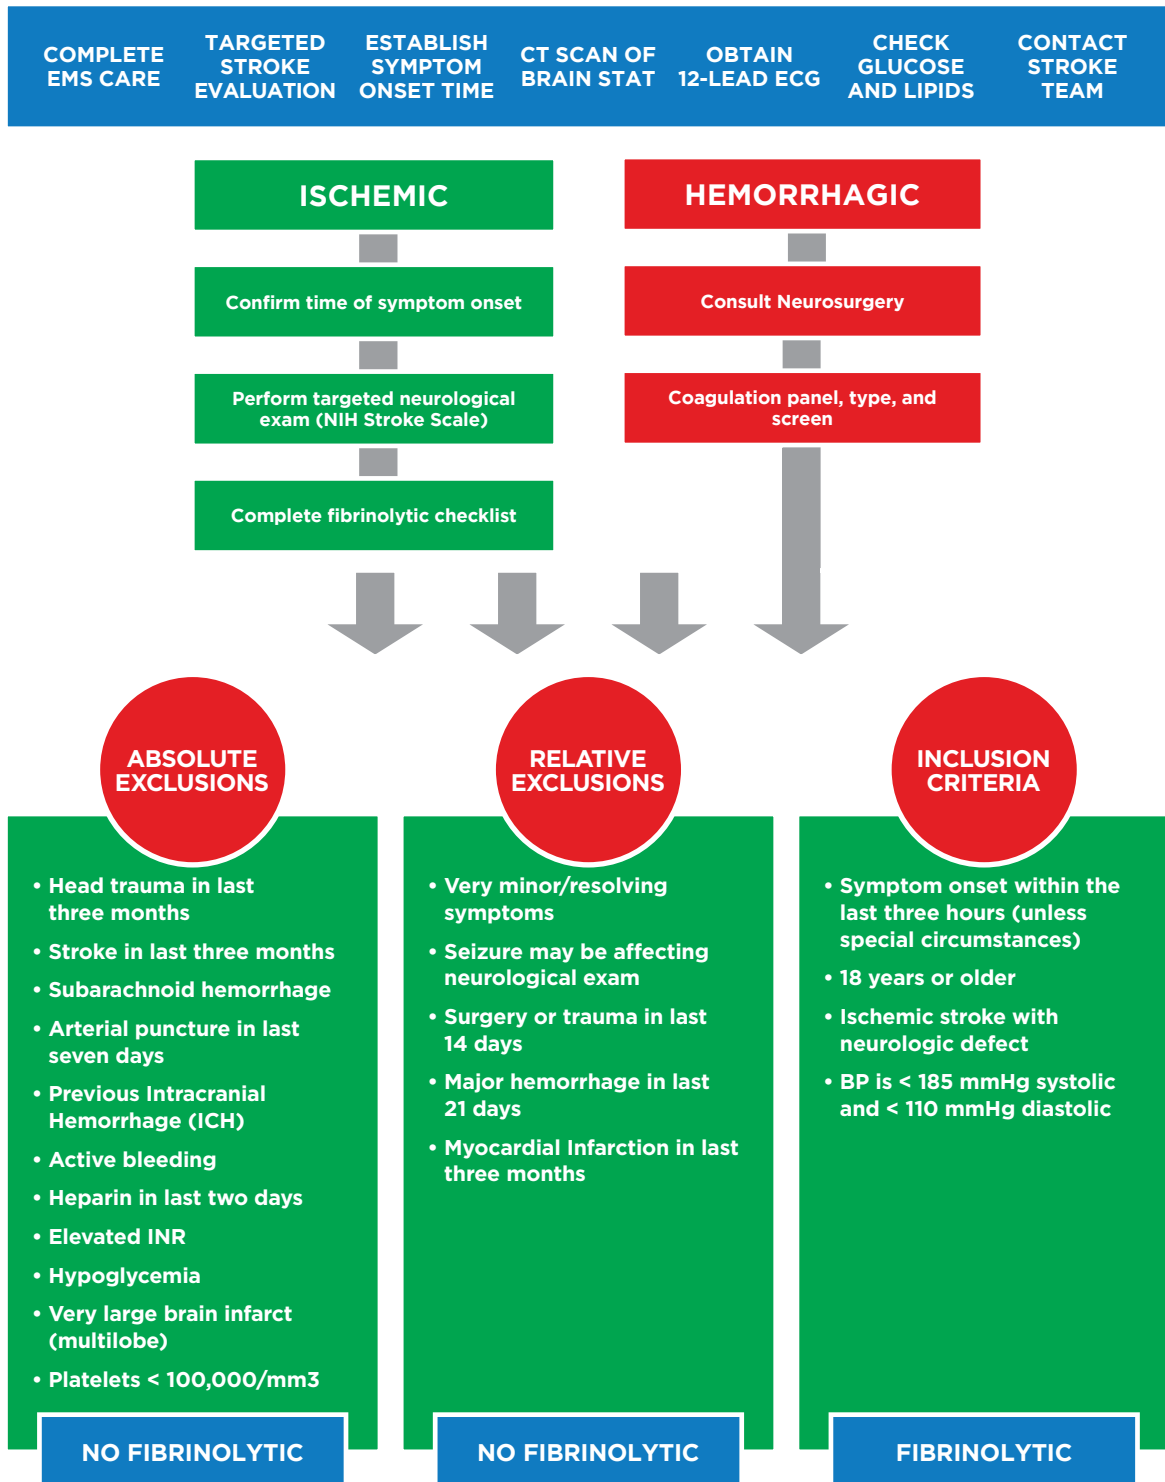 COMPLETE
EMS CARE
TARGETED
STROKE
EVALUATION
ESTABLISH
SYMPTOM
ONSET TIME
CT SCAN OF
BRAIN STAT
OBTAIN
12-LEAD ECG
CHECK
GLUCOSE
AND LIPIDS
CONTACT
STROKE
TEAM
ISCHEMIC
Confirm time of symptom onset
Perform targeted neurological
exam (NIH Stroke Scale)
Complete fibrinolytic checklist
HEMORRHAGIC
Consult Neurosurgery
Coagulation panel, type, and
screen
ABSOLUTE
EXCLUSIONS
• Head trauma in last
three months
• Stroke in last three months
• Subarachnoid hemorrhage
• Arterial puncture in last
seven days
• Previous Intracranial
Hemorrhage (ICH)
• Active bleeding
• Heparin in last two days
• Elevated INR
• Hypoglycemia
• Very large brain infarct
(multilobe)
• Platelets < 100,000/mm3
NO FIBRINOLYTIC
RELATIVE
EXCLUSIONS
• Very minor/resolving
symptoms
• Seizure may be affecting
neurological exam
• Surgery or trauma in last
14 days
• Major hemorrhage in last
21 days
• Myocardial Infarction in last
three months
NO FIBRINOLYTIC
INCLUSION
CRITERIA
• Symptom onset within the
last three hours (unless
special circumstances)
• 18 years or older
• Ischemic stroke with
neurologic defect
• BP is < 185 mmHg systolic
and < 110 mmHg diastolic
FIBRINOLYTIC